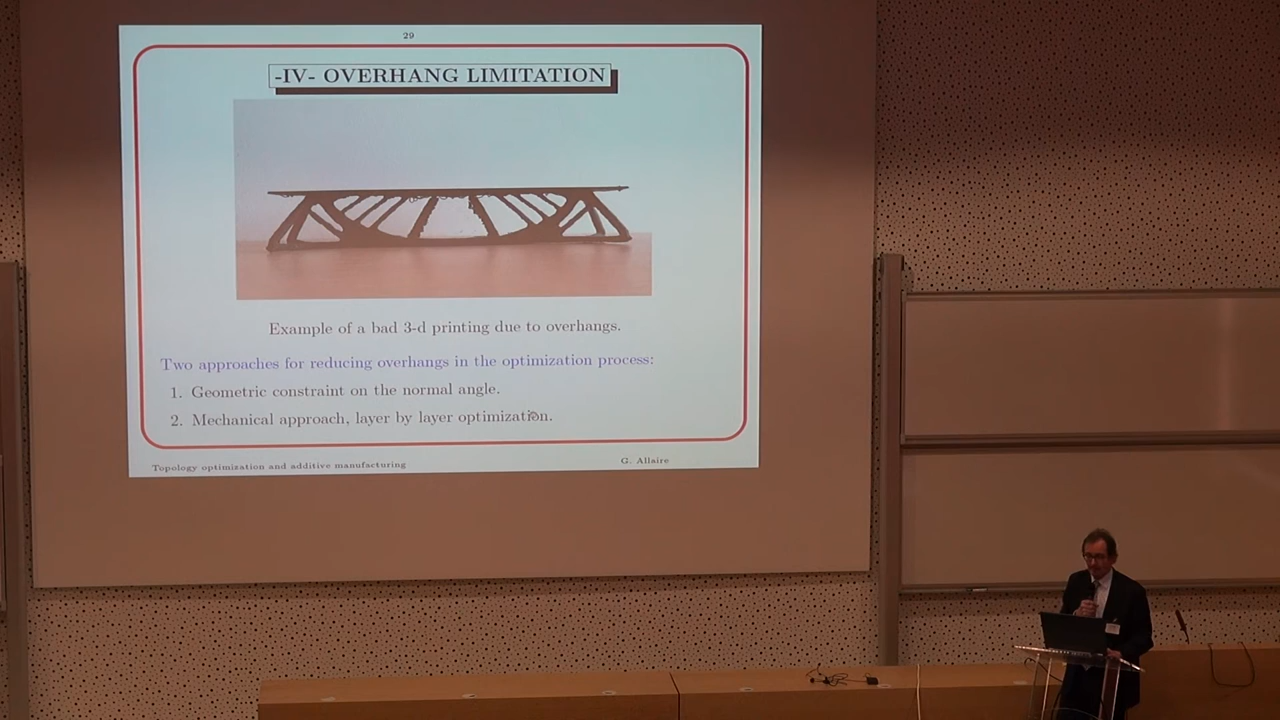 29
-IV- OVERHANG LIMITATION
Example of a bad 3-d printing due to overhangs.
Two approaches for reducing overhangs in the optimization process:
1. Geometric constraint on the normal angle.
2. Mechanical approach, layer by layer optimization.
Topology optimization and additive manufacturing
G. Allaire